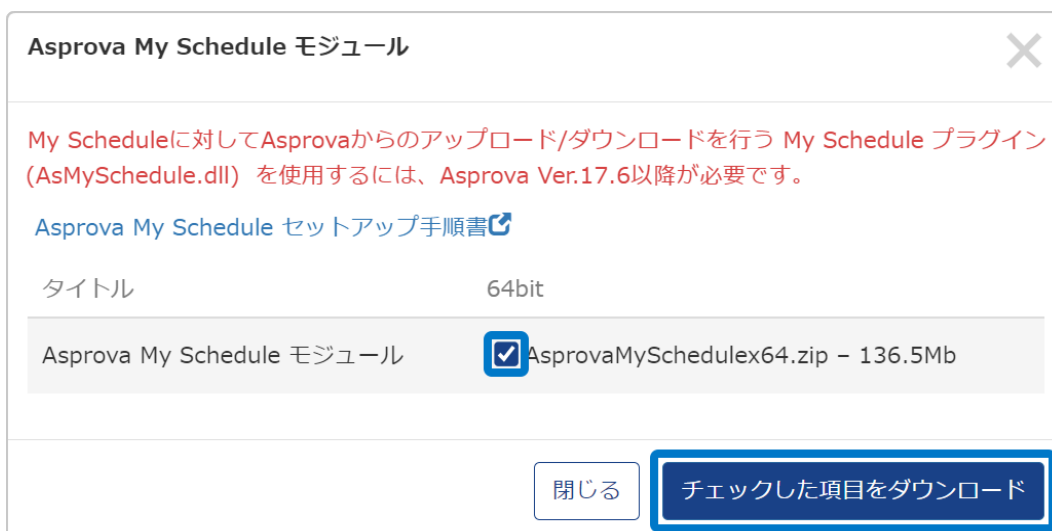 Asprova My Schedule モジュール
My Scheduleに対してAsprovaからのアップロード/ダウンロードを行う My Schedule プラグイン
(AsMySchedule.dll) を使用するには、Asprova Ver.17.6以降が必要です。
Asprova My Schedule セットアップ手順書
タイトル 64bit
Asprova My Schedule モジュール AsprovaMySchedulex64.zip – 136.5Mb
閉じる チェックした項目をダウンロード